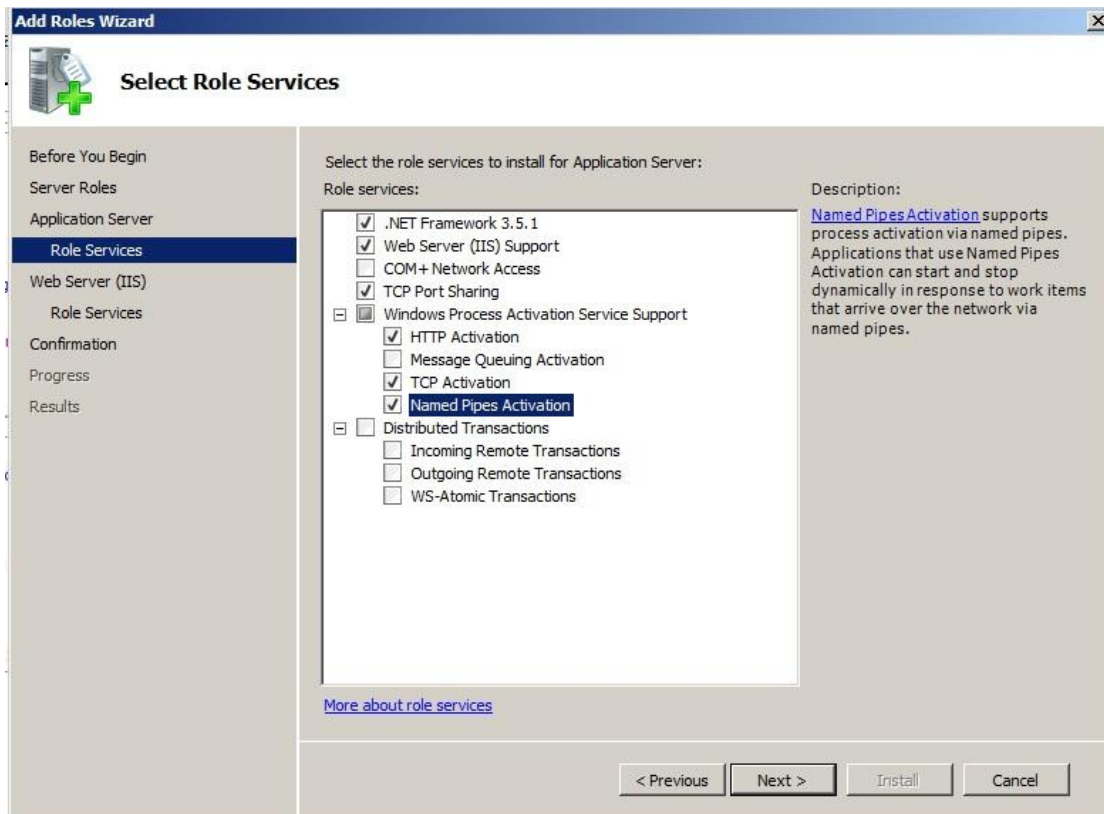 Add Roles Wizard
Select Role Services
Before You Begin
Server Roles
Application Server
Role Services
Web Server (IIS)
Role Services
Confirmation
Progress
Results
Select the role services to install for Application Server:
Role services:
.NET Framework 3.5.1
Web Server (IIS) Support
COM+ Network Access
TCP Port Sharing
Windows Process Activation Service Support
HTTP Activation
Message Queuing Activation
TCP Activation
Named Pipes Activation
Distributed Transactions
Incoming Remote Transactions
Outgoing Remote Transactions
WS-Atomic Transactions
More about role services
Description:
Named Pipes Activation supports
process activation via named pipes.
Applications that use Named Pipes
Activation can start and stop
dynamically in response to work items
that arrive over the network via
named pipes.
< Previous
Next >
Install
Cancel